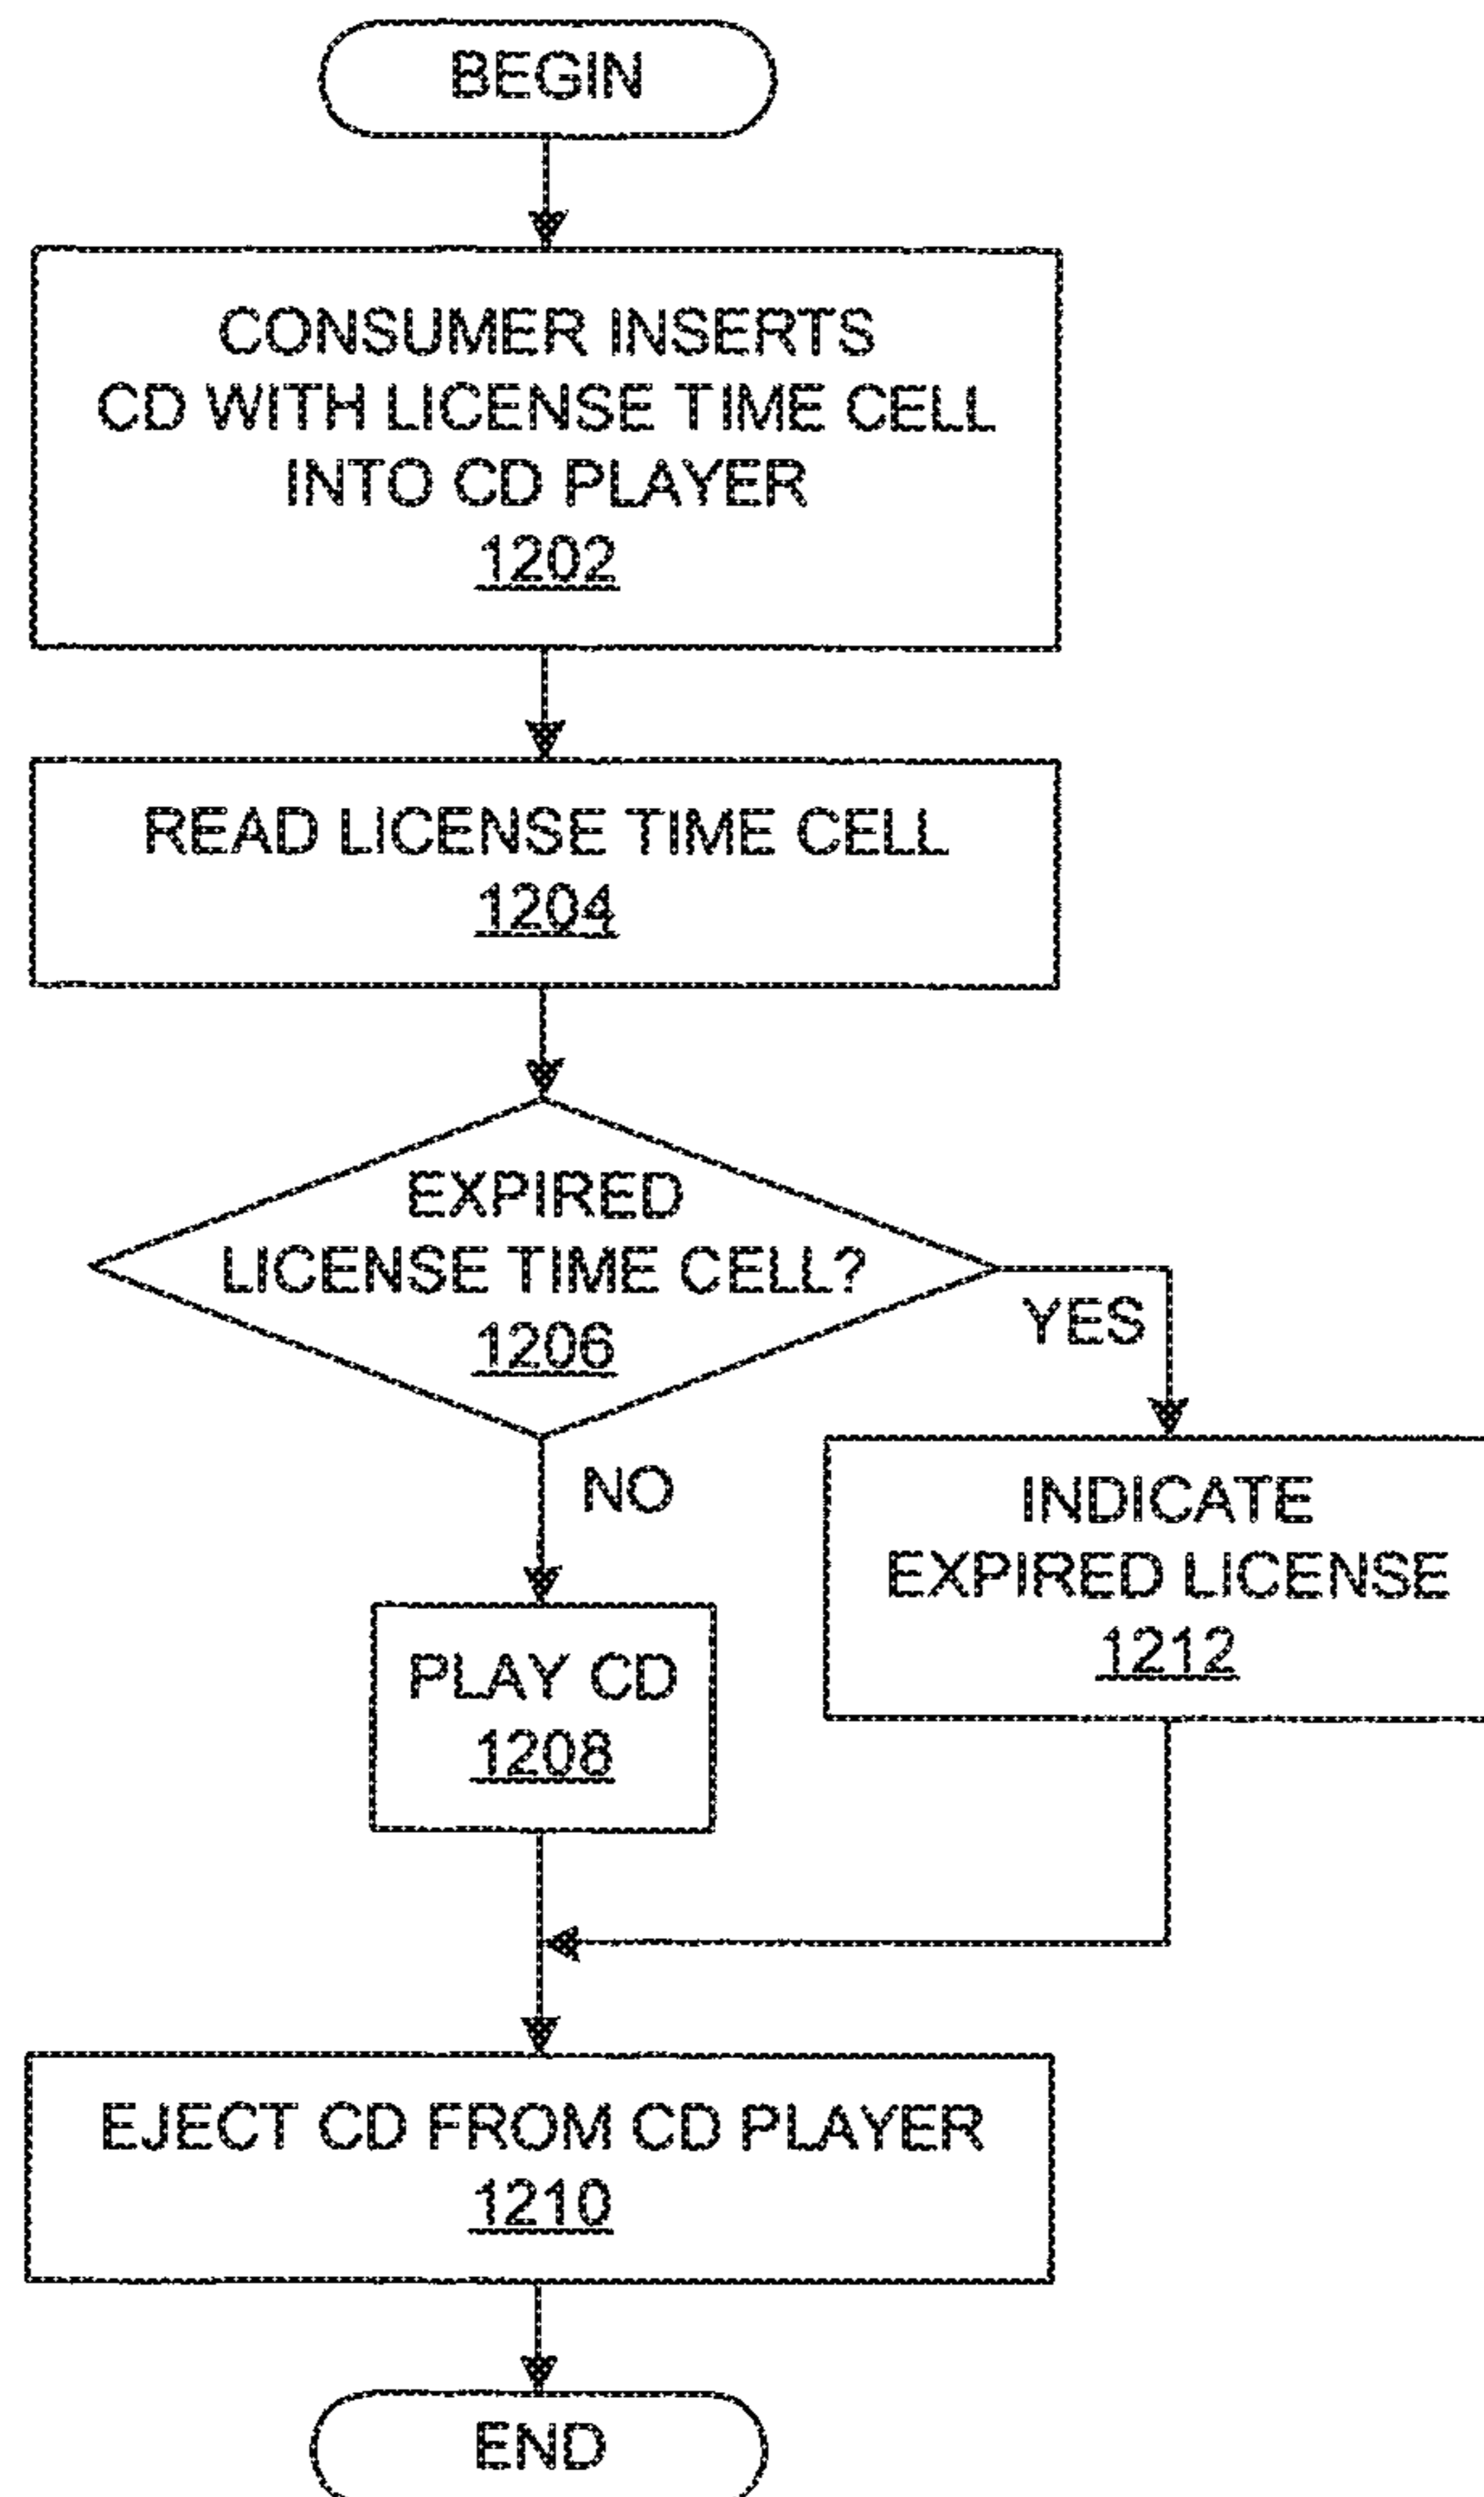 BEGIN
CONSUMER INSERTS
CD WITH LICENSE TIME CELL
INTO CD PLAYER
1202
READ LICENSE TIME CELL
1204
EXPIRED
LICENSE TIME CELL?
1206
YES
NO
INDICATE
EXPIRED LICENSE
1212
PLAY CD
1208
EJECT CD FROM CD PLAYER
1210
END